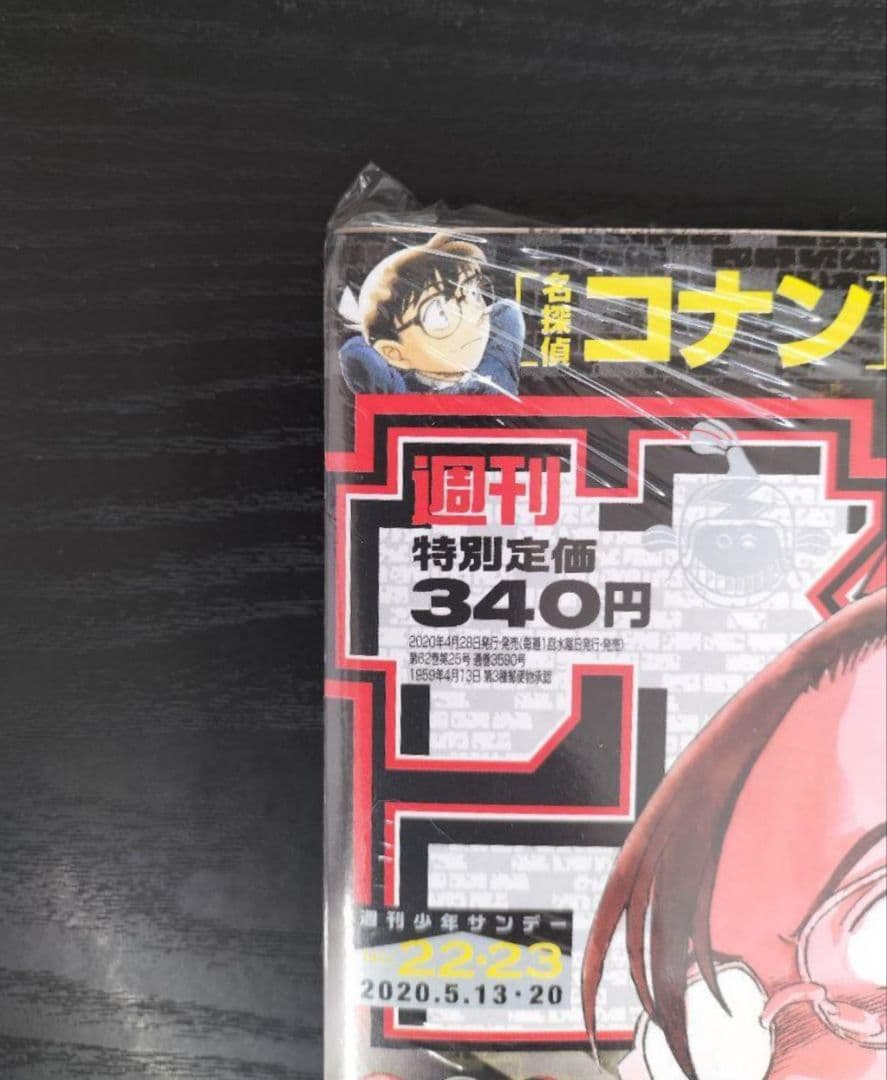 名探偵
コナン
週刊
特別定価
340円
2020年4月28日発行・発売(毎週1回水曜日発行・発売)
第62巻第25号 通巻3590号
1959年4月13日 第3種郵便物承認
週刊少年サンデー
22・23
2020.5.13・20